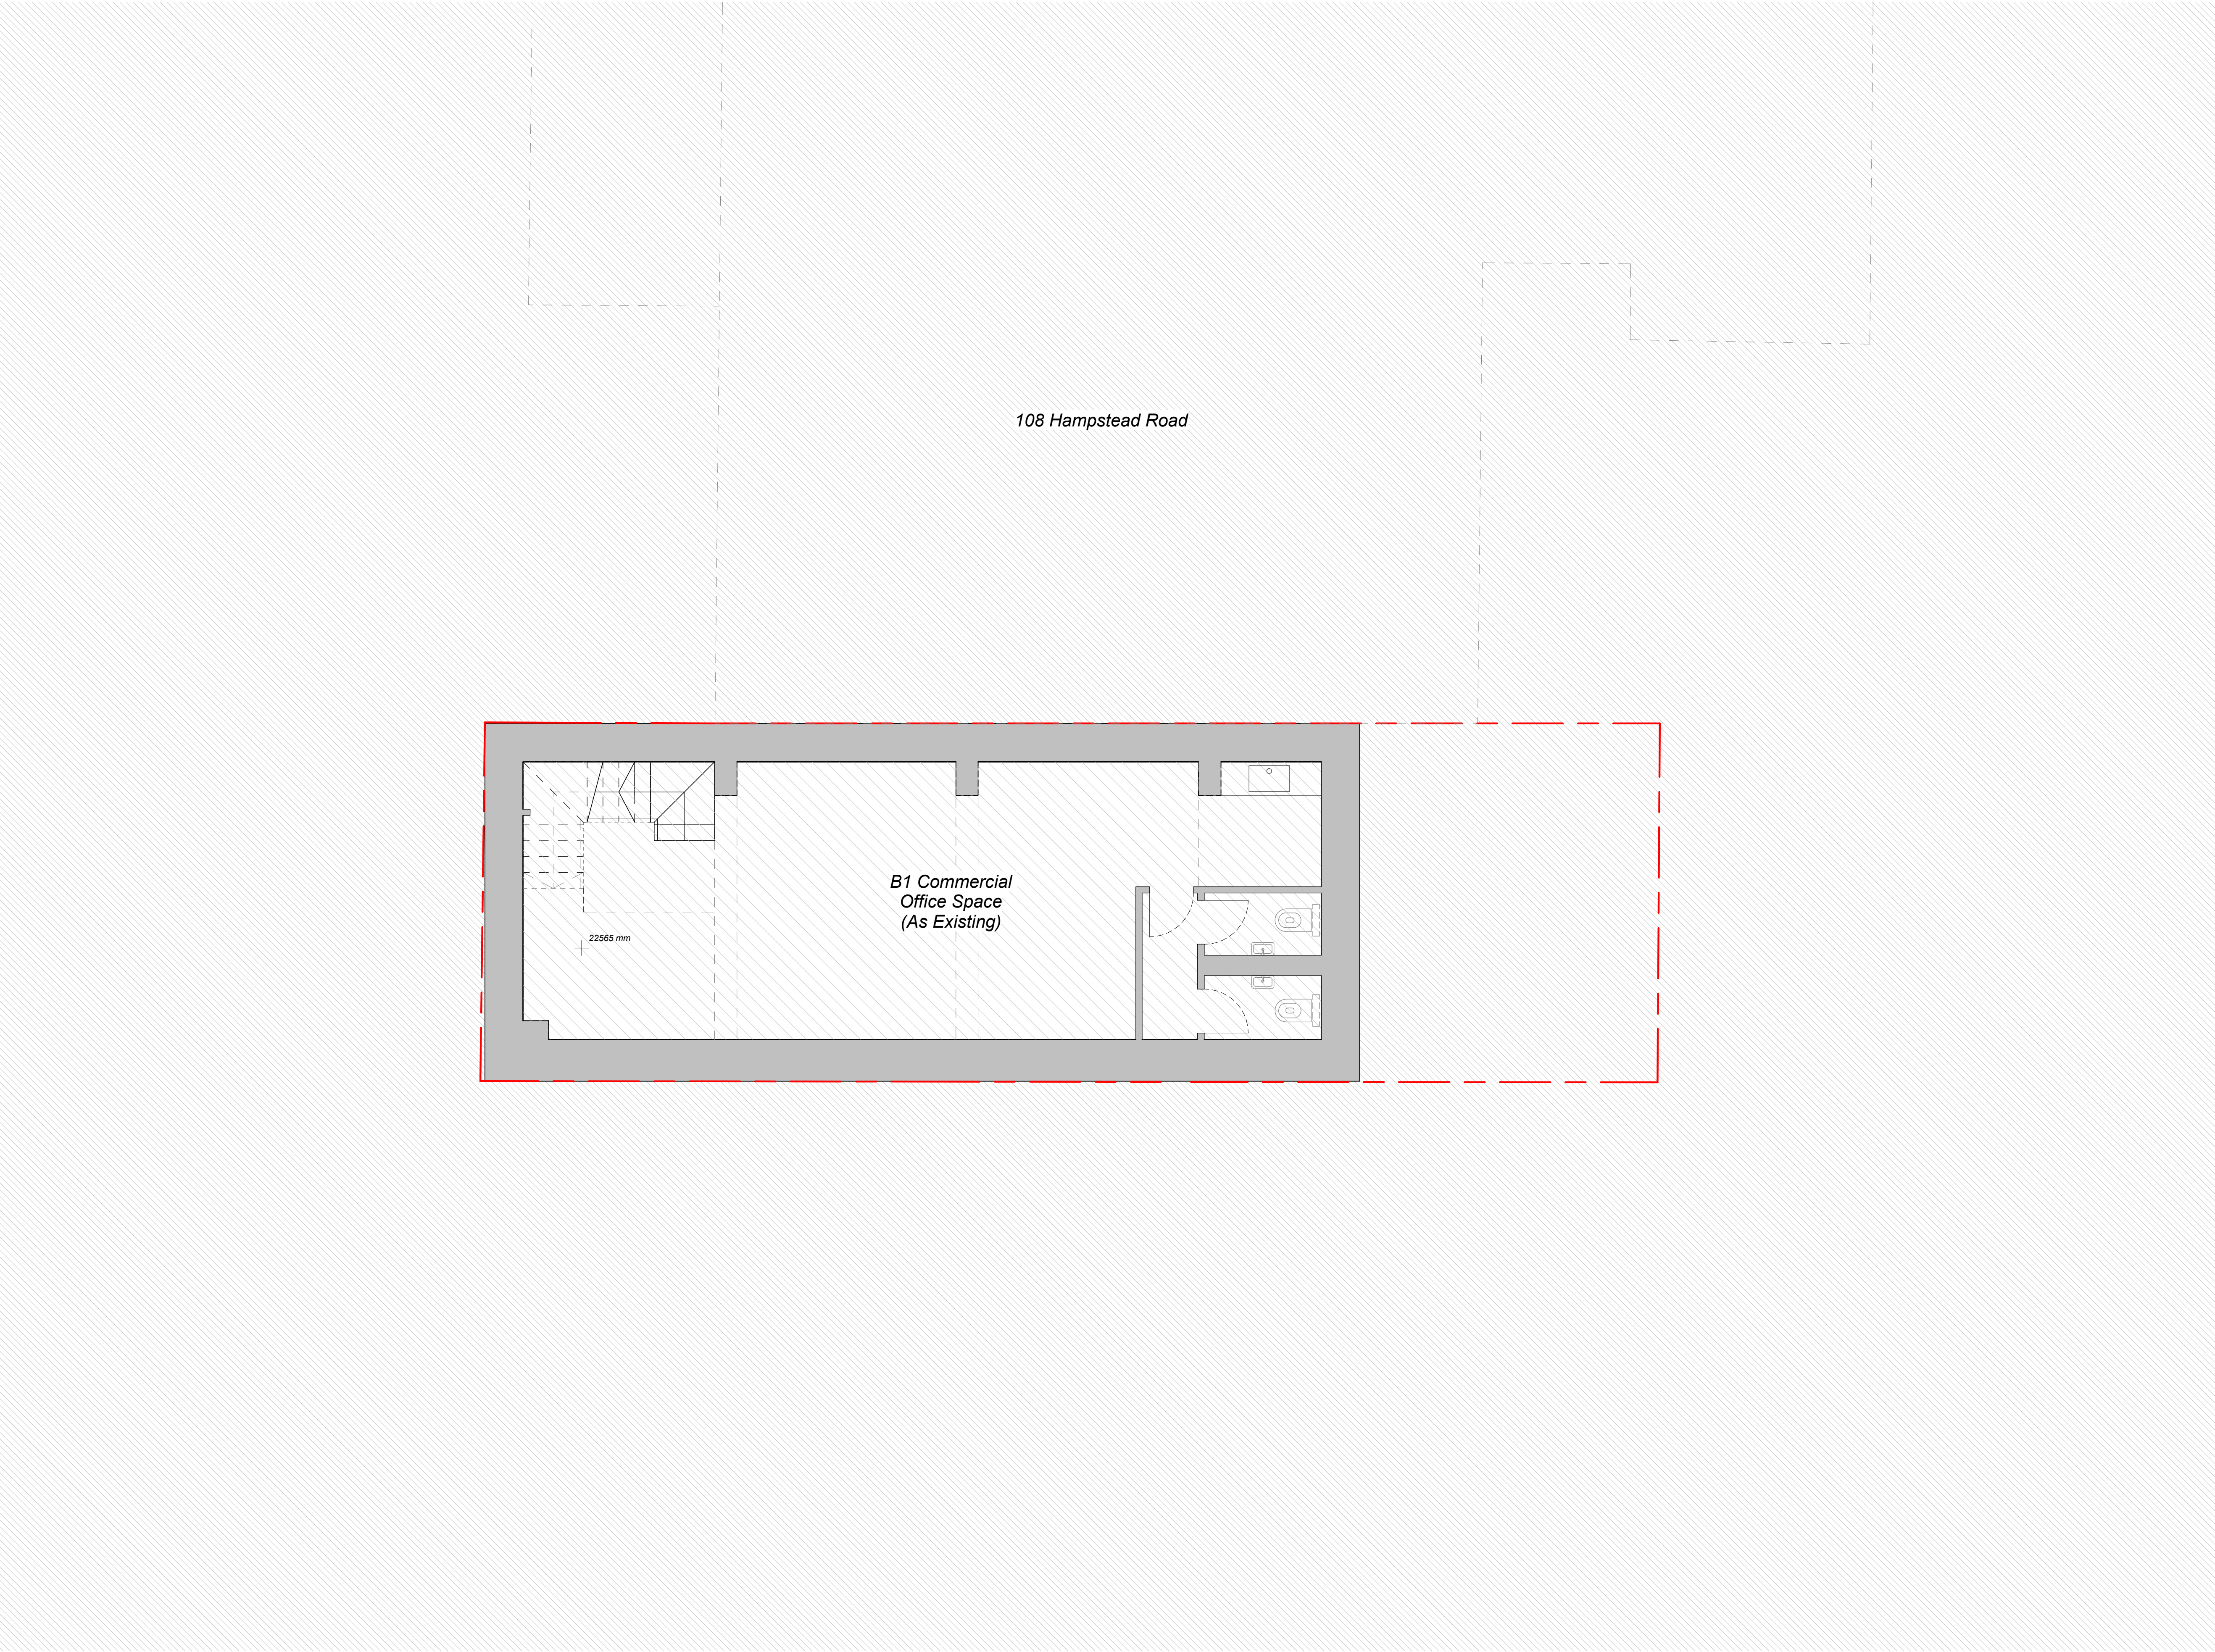 108 Hampstead Road
B1 Commercial
Office Space
(As Existing)
22565 mm